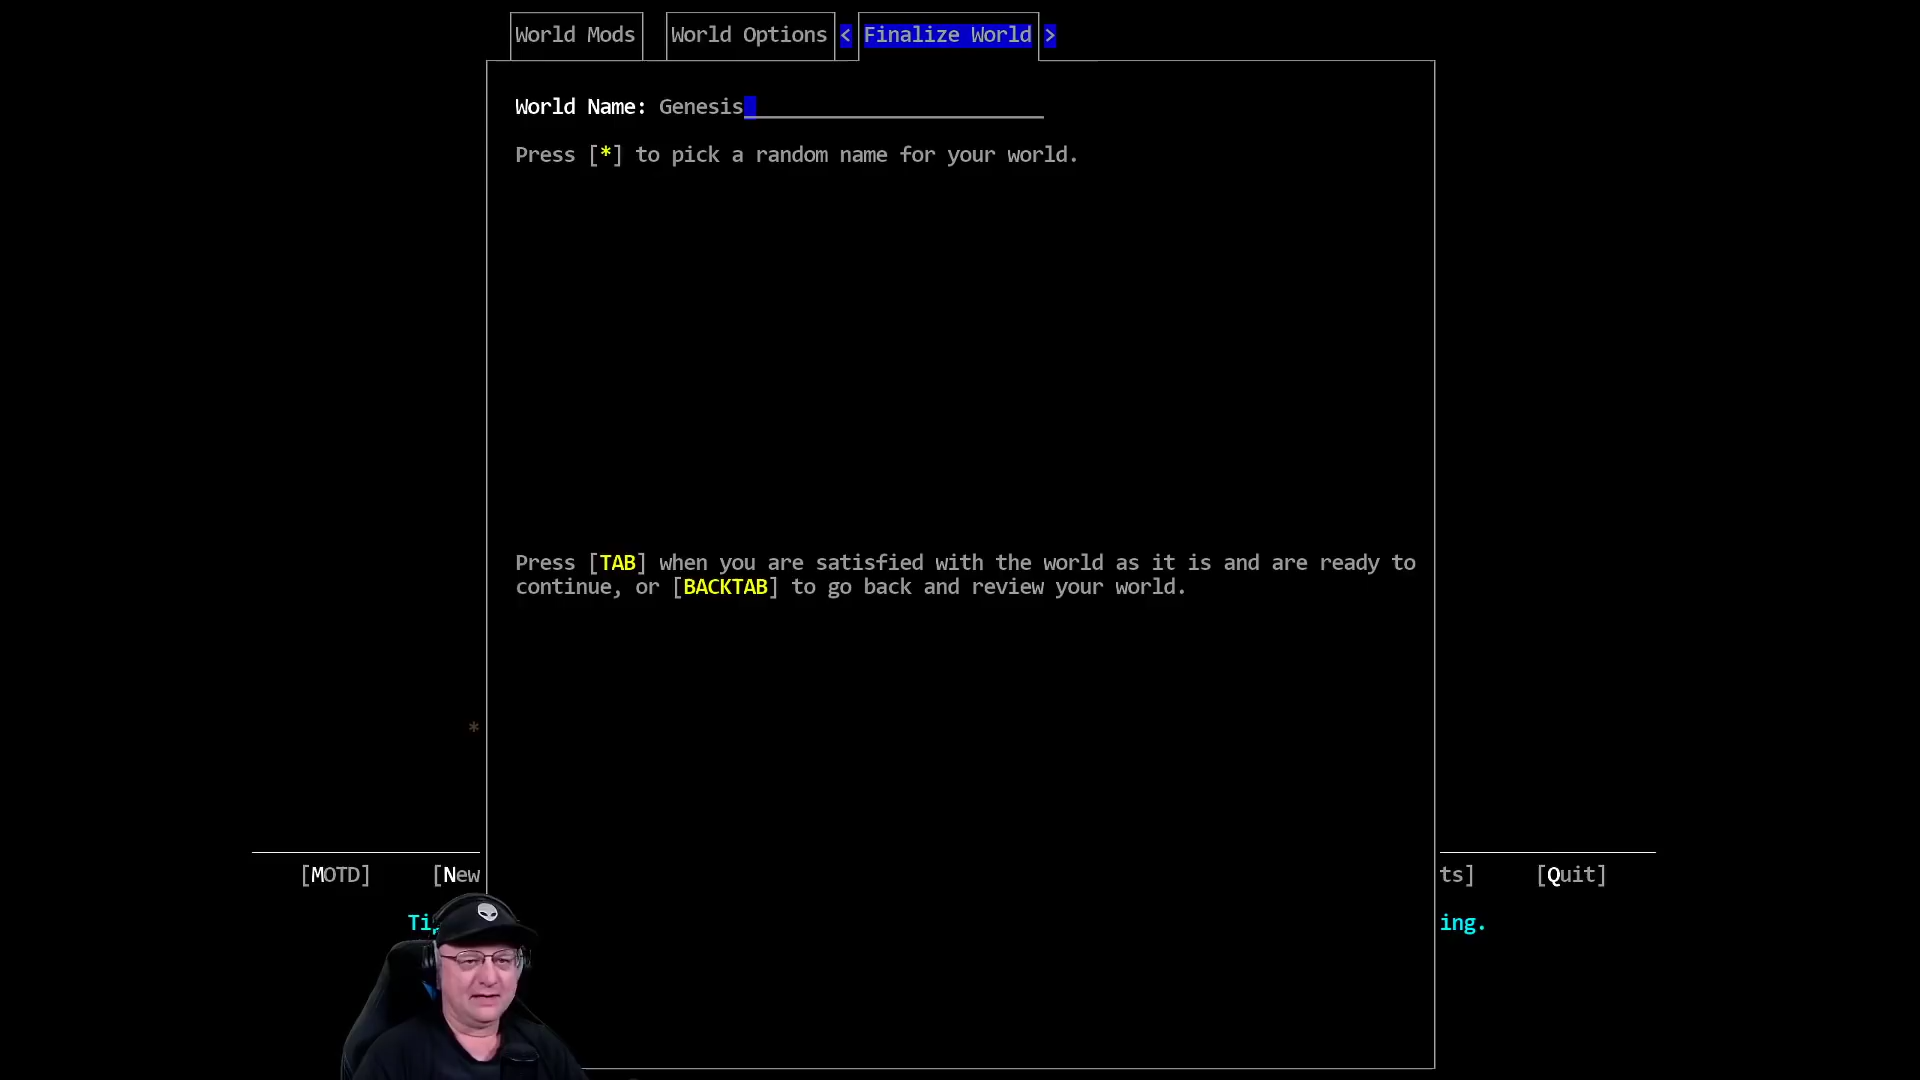 World Mods World Options < Finalize World >
World Name: Genesis
Press [*] to pick a random name for your world.
Press [TAB] when you are satisfied with the world as it is and are ready to
continue, or [BACKTAB] to go back and review your world.
*
[MOTD] [New ts] [Quit]
Ti ing.